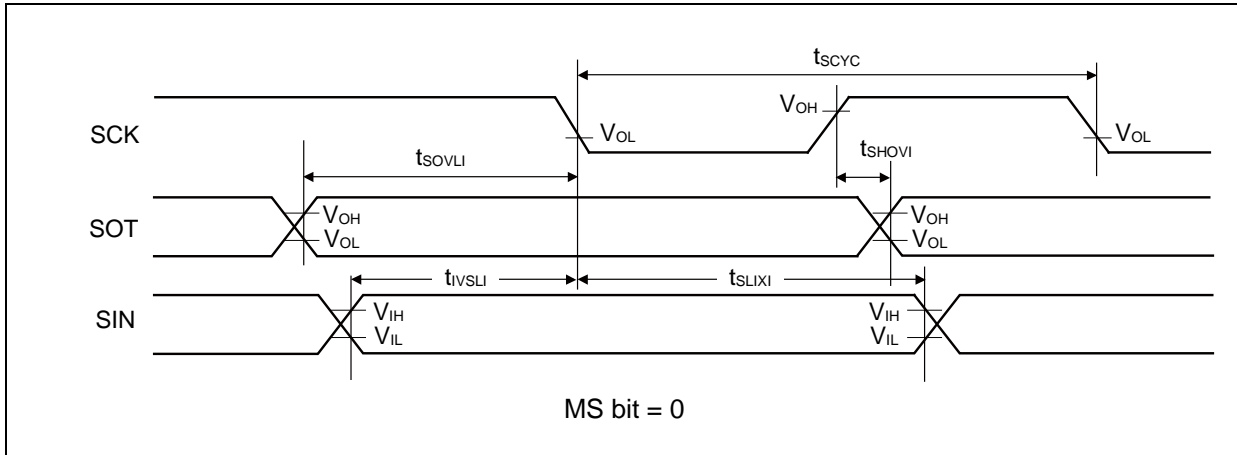 tSCYC
SCK
VOL
VOH
VOL
tSOVLI
tSHOVI
SOT
VOH
VOL
VOH
VOL
tIVSLI
tSLIXI
SIN
VIH
VIL
VIH
VIL
MS bit = 0